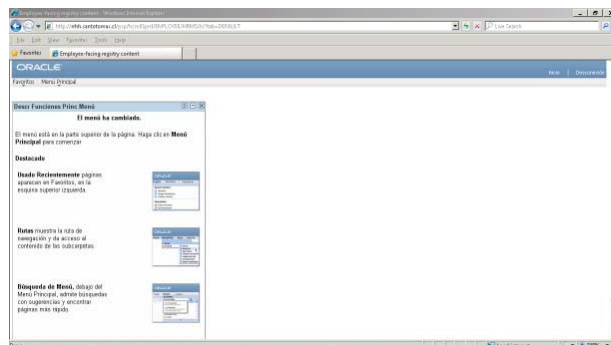 Employee-facing registry content - Windows Internet Explorer
Live Search
File Edit View Favorites Tools Help
Favorites Employee-facing registry content
ORACLE
Inicio Desconexión
Favoritos Menú Principal
Descr Funciones Princ Menú
El menú ha cambiado.
El menú está en la parte superior de la página. Haga clic en Menú
Principal para comenzar
Destacado
Usado Recientemente páginas
aparecen en Favoritos, en la
esquina superior izquierda.
Rutas muestra la ruta de
navegación y da acceso al
contenido de las subcarpetas.
Búsqueda de Menú, debajo del
Menú Principal, admite búsquedas
con sugerencias y encontrar
páginas más rápido